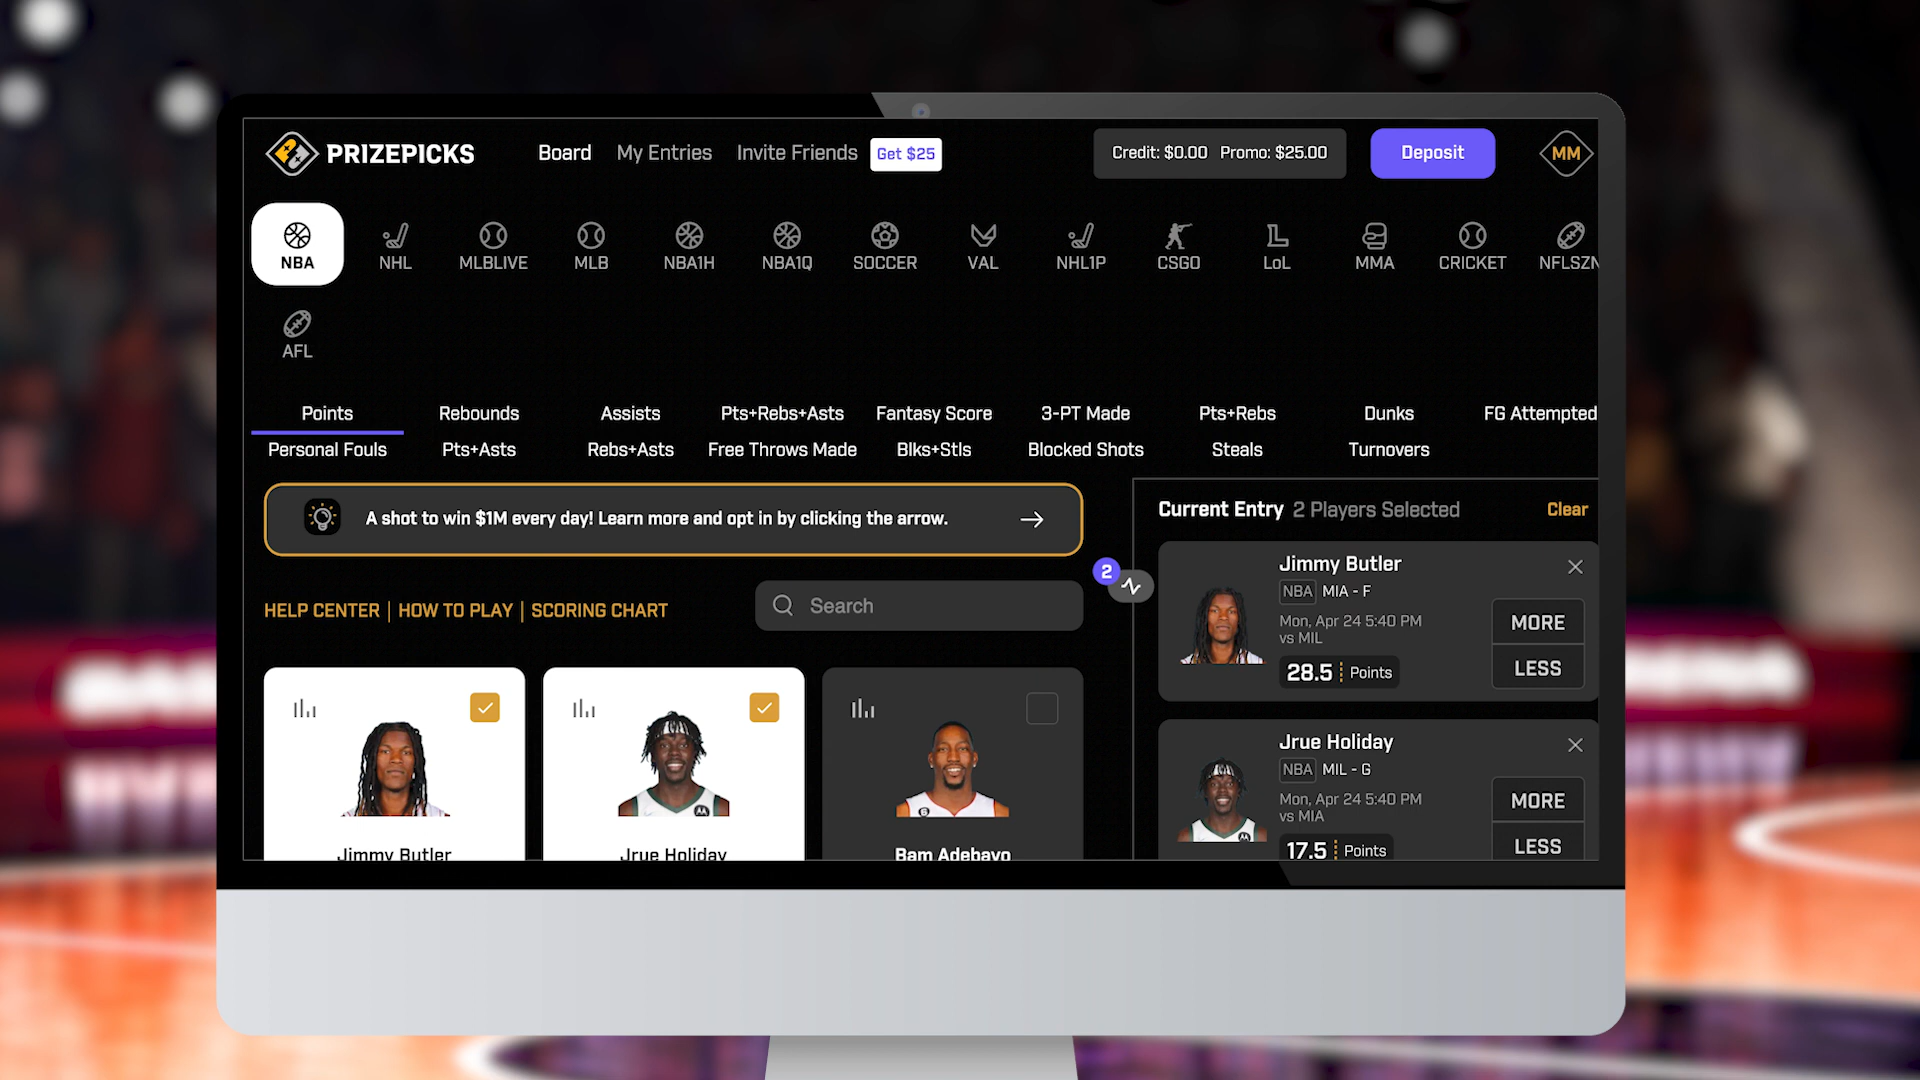 PRIZEPICKS
Board My Entries Invite Friends Get $25
Credit: $0.00 Promo: $25.00
Deposit
MM
NBA NHL MLBLIVE MLB NBA1H NBA1Q SOCCER VAL NHL1P CSGO LoL MMA CRICKET NFLSZN
AFL
Points Rebounds Assists Pts+Rebs+Asts Fantasy Score 3-PT Made Pts+Rebs Dunks FG Attempted
Personal Fouls Pts+Asts Rebs+Asts Free Throws Made Blks+Stls Blocked Shots Steals Turnovers
A shot to win $1M every day! Learn more and opt in by clicking the arrow.
HELP CENTER | HOW TO PLAY | SCORING CHART
Search
Jimmy Butler
Jrue Holiday
Bam Adebayo
2
Current Entry 2 Players Selected Clear
Jimmy Butler
NBA MIA - F
Mon, Apr 24 5:40 PM
vs MIL
28.5 Points
MORE
LESS
Jrue Holiday
NBA MIL - G
Mon, Apr 24 5:40 PM
vs MIA
17.5 Points
MORE
LESS